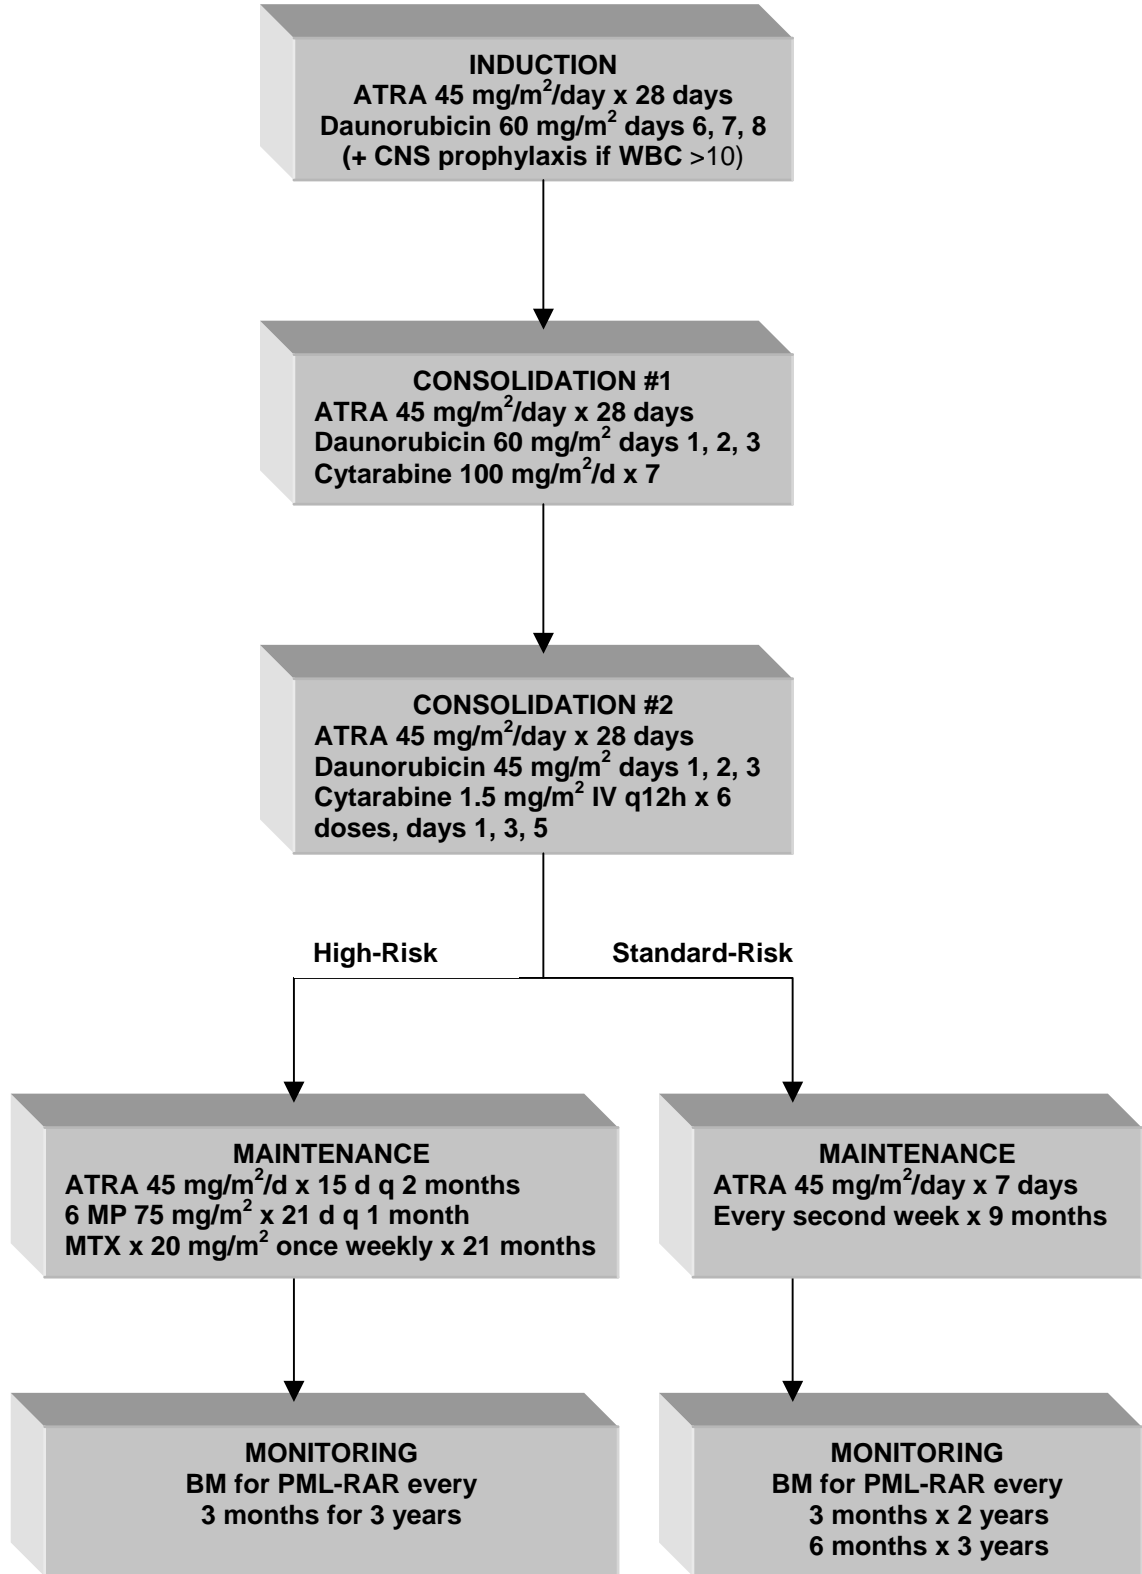 INDUCTION
ATRA 45 mg/m²/day x 28 days
Daunorubicin 60 mg/m² days 6, 7, 8
(+ CNS prophylaxis if WBC >10)
CONSOLIDATION #1
ATRA 45 mg/m²/day x 28 days
Daunorubicin 60 mg/m² days 1, 2, 3
Cytarabine 100 mg/m²/d x 7
CONSOLIDATION #2
ATRA 45 mg/m²/day x 28 days
Daunorubicin 45 mg/m² days 1, 2, 3
Cytarabine 1.5 mg/m² IV q12h x 6
doses, days 1, 3, 5
High-Risk
Standard-Risk
MAINTENANCE
ATRA 45 mg/m²/d x 15 d q 2 months
6 MP 75 mg/m² x 21 d q 1 month
MTX x 20 mg/m² once weekly x 21 months
MAINTENANCE
ATRA 45 mg/m²/day x 7 days
Every second week x 9 months
MONITORING
BM for PML-RAR every
3 months for 3 years
MONITORING
BM for PML-RAR every
3 months x 2 years
6 months x 3 years